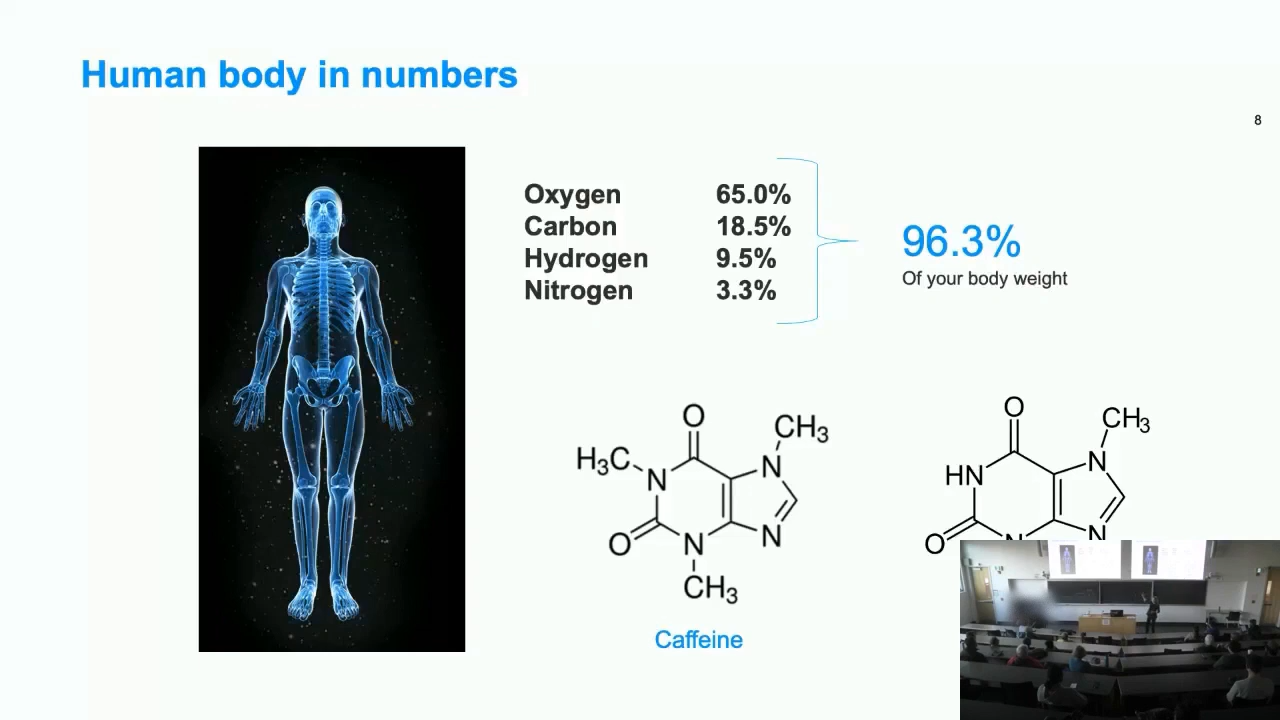 Human body in numbers
8
Oxygen 65.0%
Carbon 18.5%
Hydrogen 9.5%
Nitrogen 3.3%
96.3%
Of your body weight
O
CH3
H3C
N
N
O
N
N
CH3
Caffeine
O
CH3
HN
N
O
N